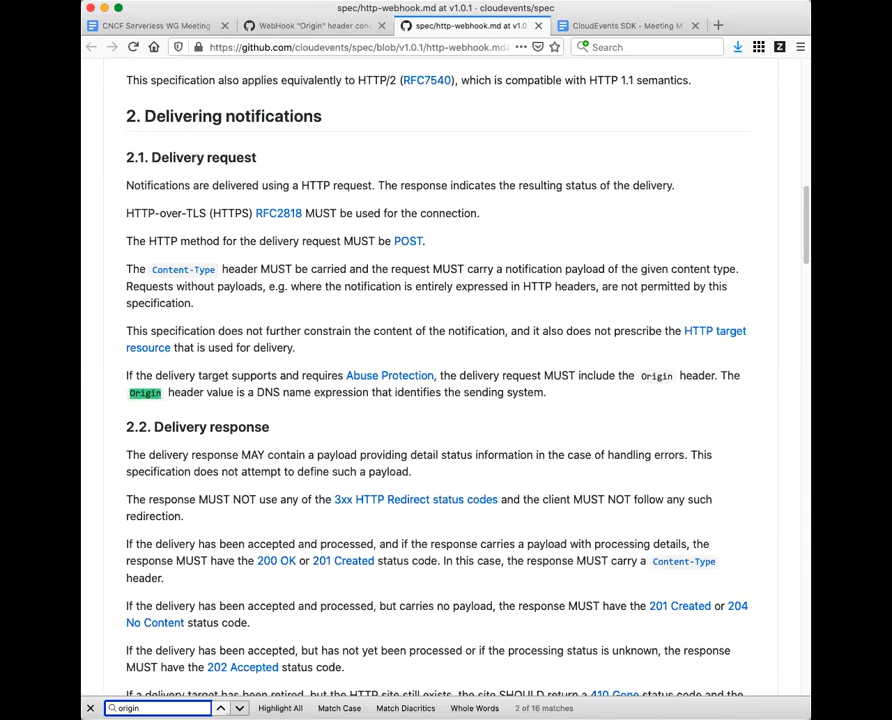 spec/http-webhook.md at v1.0.1 · cloudevents/spec
CNCF Serverless WG Meeting
WebHook "Origin" header con
spec/http-webhook.md at v1.0.
CloudEvents SDK - Meeting M
https://github.com/cloudevents/spec/blob/v1.0.1/http-webhook.md
Search
This specification also applies equivalently to HTTP/2 (RFC7540), which is compatible with HTTP 1.1 semantics.
2. Delivering notifications
2.1. Delivery request
Notifications are delivered using a HTTP request. The response indicates the resulting status of the delivery.
HTTP-over-TLS (HTTPS) RFC2818 MUST be used for the connection.
The HTTP method for the delivery request MUST be POST.
The Content-Type header MUST be carried and the request MUST carry a notification payload of the given content type.
Requests without payloads, e.g. where the notification is entirely expressed in HTTP headers, are not permitted by this
specification.
This specification does not further constrain the content of the notification, and it also does not prescribe the HTTP target
resource that is used for delivery.
If the delivery target supports and requires Abuse Protection, the delivery request MUST include the Origin header. The
Origin header value is a DNS name expression that identifies the sending system.
2.2. Delivery response
The delivery response MAY contain a payload providing detail status information in the case of handling errors. This
specification does not attempt to define such a payload.
The response MUST NOT use any of the 3xx HTTP Redirect status codes and the client MUST NOT follow any such
redirection.
If the delivery has been accepted and processed, and if the response carries a payload with processing details, the
response MUST have the 200 OK or 201 Created status code. In this case, the response MUST carry a Content-Type
header.
If the delivery has been accepted and processed, but carries no payload, the response MUST have the 201 Created or 204
No Content status code.
If the delivery has been accepted, but has not yet been processed or if the processing status is unknown, the response
MUST have the 202 Accepted status code.
If a delivery target has been retired, but the HTTP site still exists, the site SHOULD return a 410 Gone status code and the
origin
Highlight All
Match Case
Match Diacritics
Whole Words
2 of 16 matches